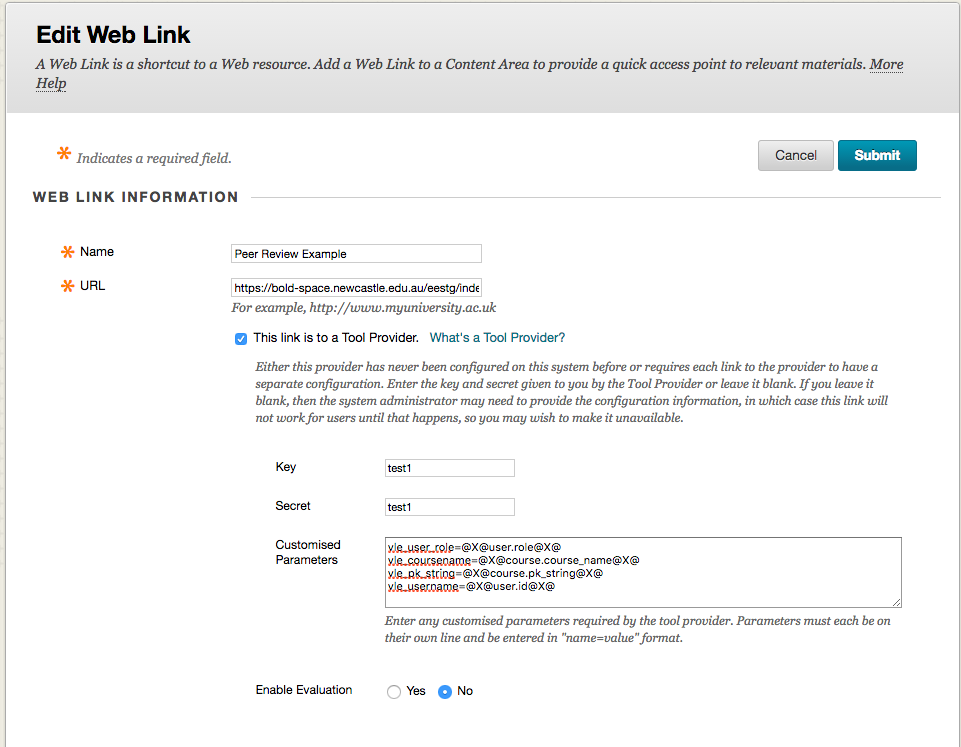 Edit Web Link
A Web Link is a shortcut to a Web resource. Add a Web Link to a Content Area to provide a quick access point to relevant materials. More
Help
* Indicates a required field.
Cancel
Submit
WEB LINK INFORMATION
* Name
Peer Review Example
* URL
https://bold-space.newcastle.edu.au/eestg/inde
For example, http://www.myuniversity.ac.uk
This link is to a Tool Provider. What's a Tool Provider?
Either this provider has never been configured on this system before or requires each link to the provider to have a
separate configuration. Enter the key and secret given to you by the Tool Provider or leave it blank. If you leave it
blank, then the system administrator may need to provide the configuration information, in which case this link will
not work for users until that happens, so you may wish to make it unavailable.
Key
test1
Secret
test1
Customised
Parameters
vle_user_role=@X@user.role@X@
vle_coursename=@X@course.course_name@X@
vle_pk_string=@X@course.pk_string@X@
vle_username=@X@user.id@X@
Enter any customised parameters required by the tool provider. Parameters must each be on
their own line and be entered in "name=value" format.
Enable Evaluation
Yes
No